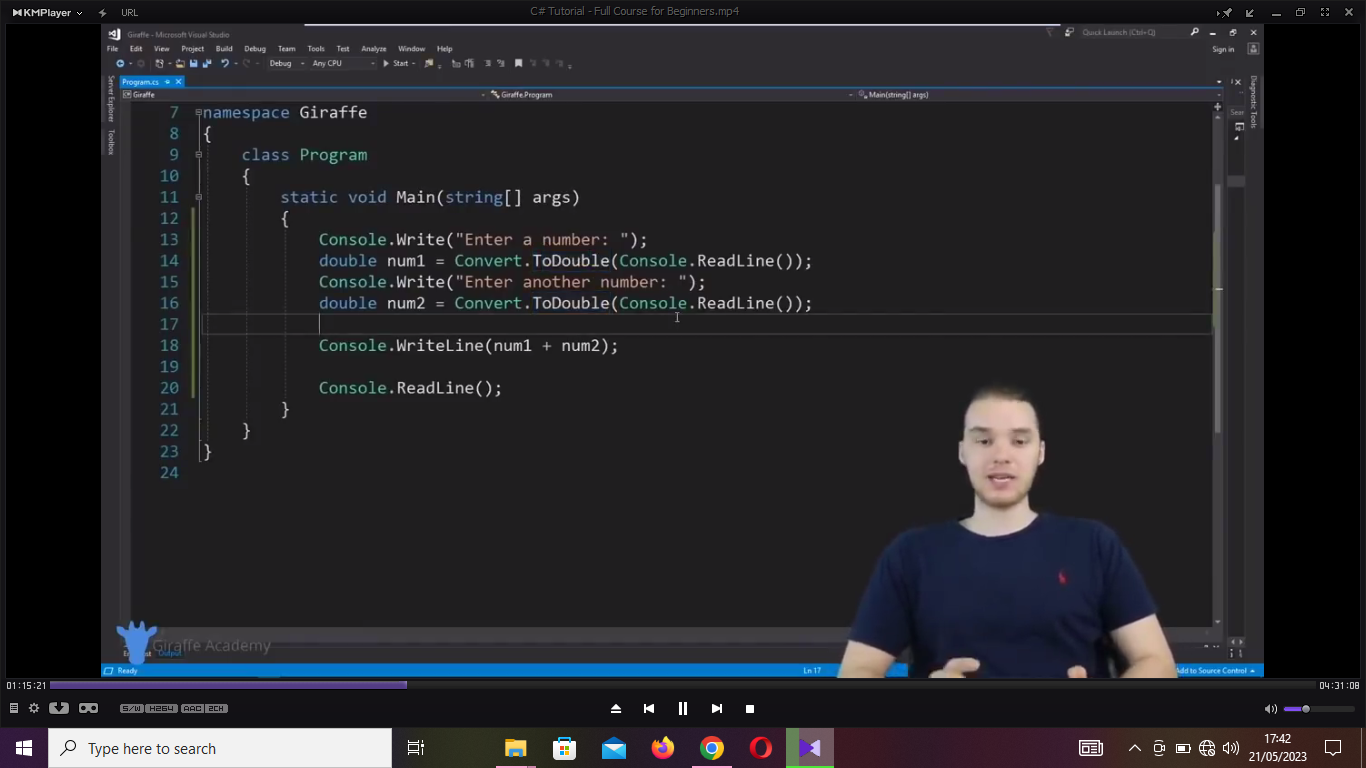 KMPlayer
URL
C# Tutorial - Full Course for Beginners.mp4
Giraffe - Microsoft Visual Studio
Quick Launch (Ctrl+Q)
File Edit View Project Build Debug Team Tools Test Analyze Window Help
Sign in
Debug Any CPU Start
Program.cs
Giraffe Giraffe.Program Main(string[] args)
Server Explorer
Toolbox
Diagnostic Tools
7 namespace Giraffe
8 {
9 class Program
10 {
11 static void Main(string[] args)
12 {
13 Console.Write("Enter a number: ");
14 double num1 = Convert.ToDouble(Console.ReadLine());
15 Console.Write("Enter another number: ");
16 double num2 = Convert.ToDouble(Console.ReadLine());
17
18 Console.WriteLine(num1 + num2);
19
20 Console.ReadLine();
21 }
22 }
23 }
24
Giraffe Academy
Output
Ready Ln 17 Add to Source Control
01:15:21 04:31:08
S/W H264 AAC 2CH
Type here to search
17:42
21/05/2023